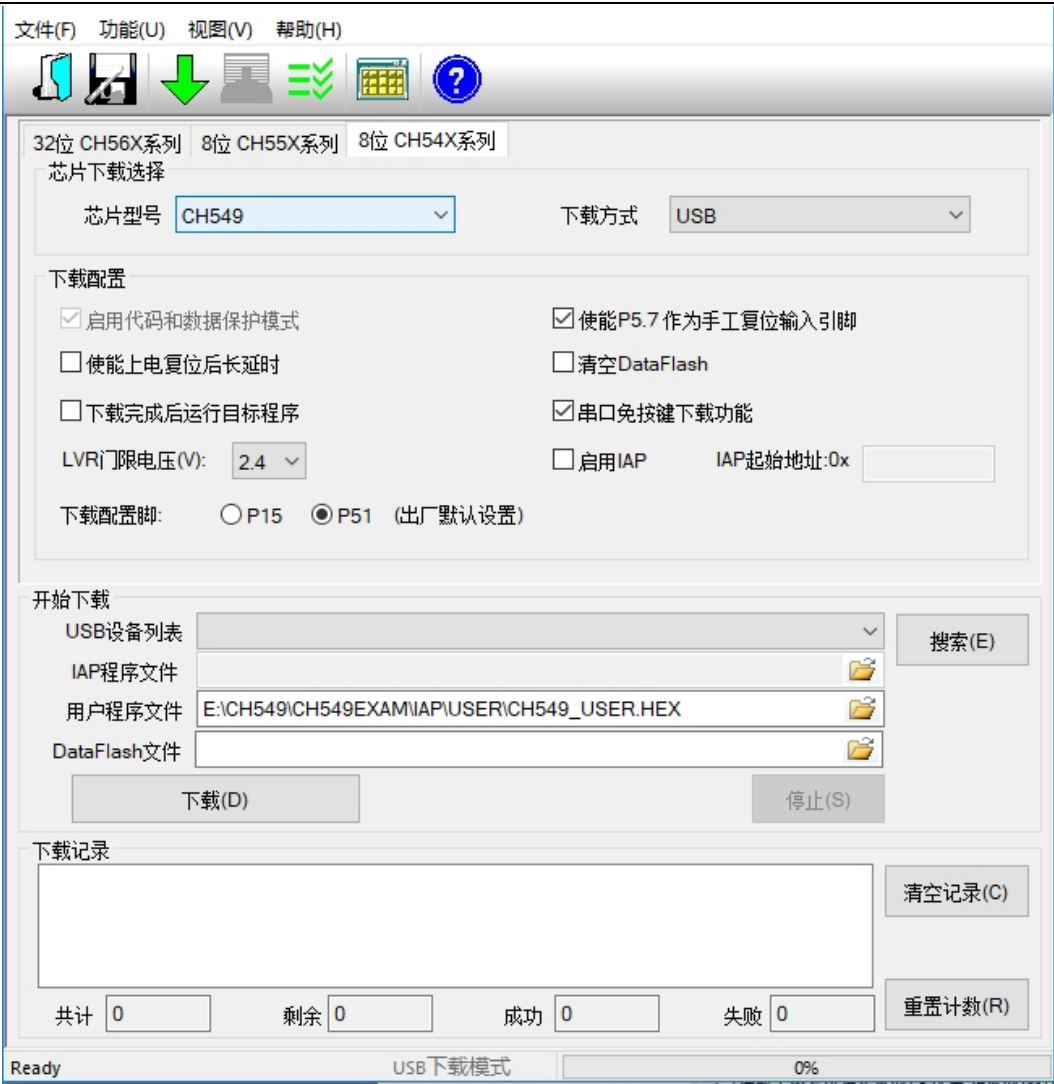 文件(F) 功能(U) 视图(V) 帮助(H)
32位 CH56X系列 8位 CH55X系列 8位 CH54X系列
芯片下载选择
芯片型号 CH549 下载方式 USB
下载配置
启用代码和数据保护模式 使能P5.7作为手工复位输入引脚
使能上电复位后长延时 清空DataFlash
下载完成后运行目标程序 串口免按键下载功能
LVR门限电压(V): 2.4 启用IAP IAP起始地址:0x
下载配置脚: P15 P51 (出厂默认设置)
开始下载
USB设备列表 搜索(E)
IAP程序文件
用户程序文件 E:\CH549\CH549EXAM\IAP\USER\CH549_USER.HEX
DataFlash文件
下载(D) 停止(S)
下载记录
清空记录(C)
共计 0 剩余 0 成功 0 失败 0 重置计数(R)
Ready USB下载模式 0%